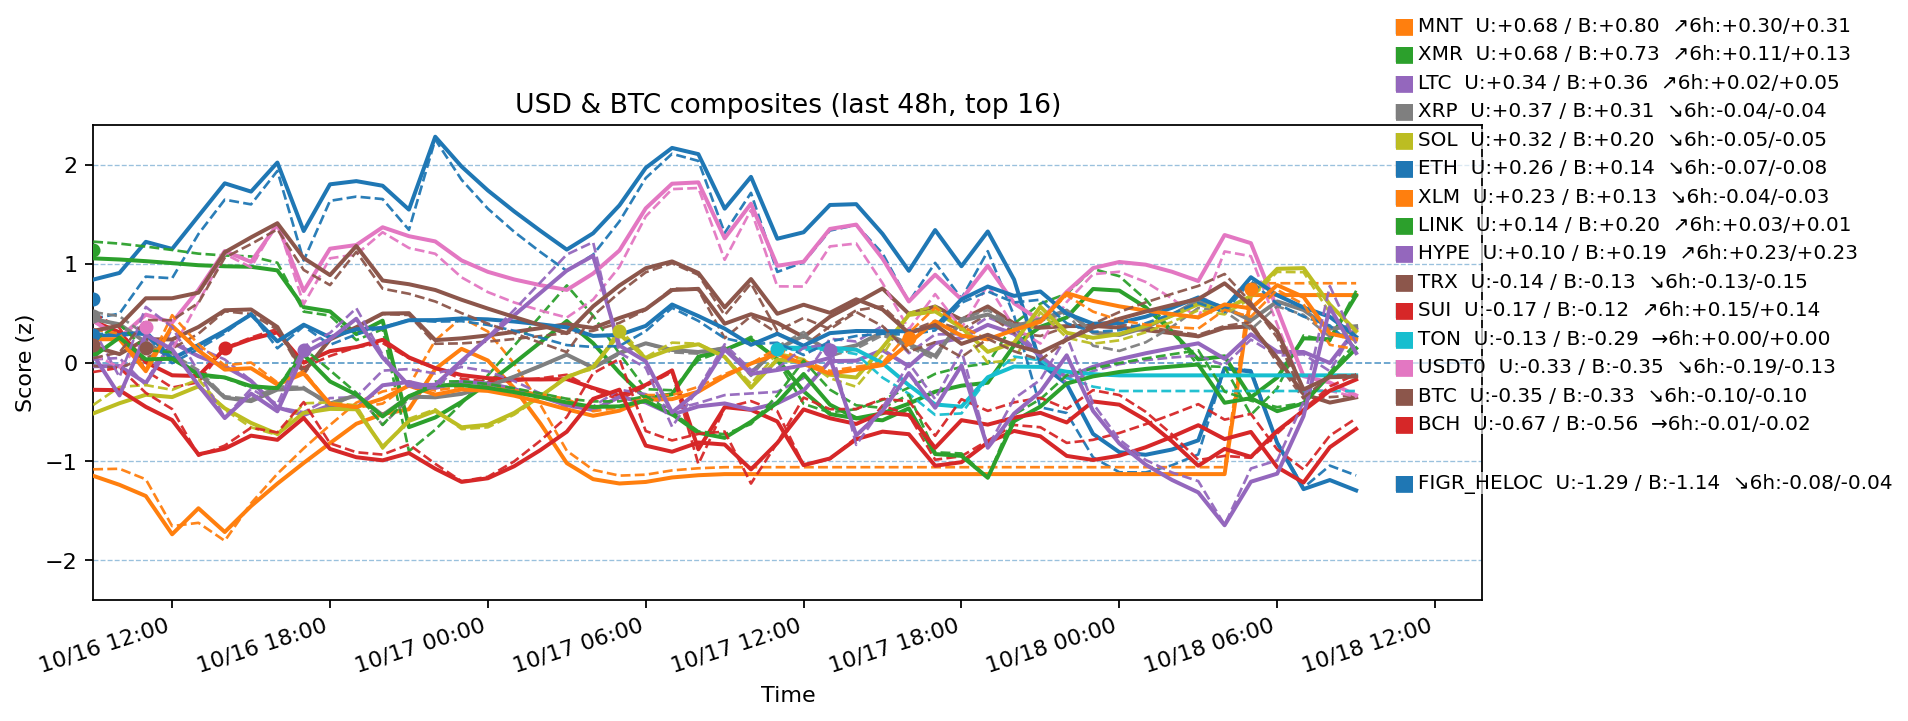 MNT U:+0.68 / B:+0.80 ↗6h:+0.30/+0.31
XMR U:+0.68 / B:+0.73 ↗6h:+0.11/+0.13
LTC U:+0.34 / B:+0.36 ↗6h:+0.02/+0.05
XRP U:+0.37 / B:+0.31 ↘6h:-0.04/-0.04
SOL U:+0.32 / B:+0.20 ↘6h:-0.05/-0.05
ETH U:+0.26 / B:+0.14 ↘6h:-0.07/-0.08
XLM U:+0.23 / B:+0.13 ↘6h:-0.04/-0.03
LINK U:+0.14 / B:+0.20 ↗6h:+0.03/+0.01
HYPE U:+0.10 / B:+0.19 ↗6h:+0.23/+0.23
TRX U:-0.14 / B:-0.13 ↘6h:-0.13/-0.15
SUI U:-0.17 / B:-0.12 ↗6h:+0.15/+0.14
TON U:-0.13 / B:-0.29 →6h:+0.00/+0.00
USDT0 U:-0.33 / B:-0.35 ↘6h:-0.19/-0.13
BTC U:-0.35 / B:-0.33 ↘6h:-0.10/-0.10
BCH U:-0.67 / B:-0.56 →6h:-0.01/-0.02
FIGR_HELOC U:-1.29 / B:-1.14 ↘6h:-0.08/-0.04
USD & BTC composites (last 48h, top 16)
Score (z)
2
1
0
−1
−2
10/16 12:00
10/16 18:00
10/17 00:00
10/17 06:00
10/17 12:00
10/17 18:00
10/18 00:00
10/18 06:00
10/18 12:00
Time